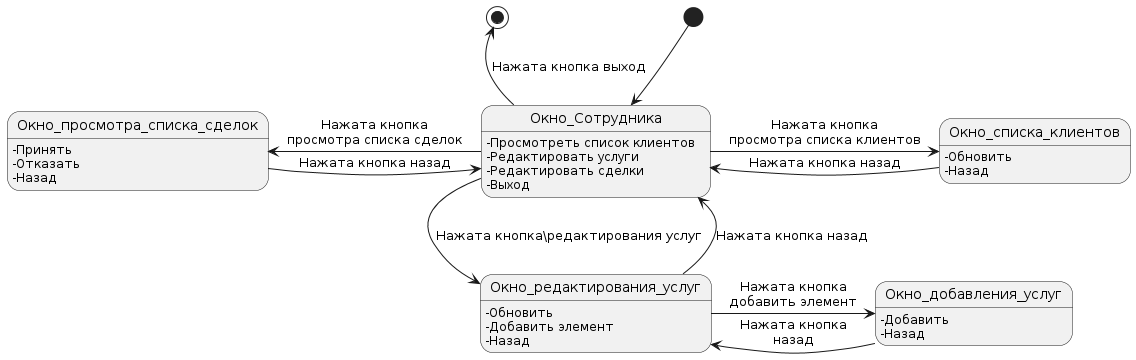 Нажата кнопка выход
Окно_просмотра_списка_сделок
-Принять
-Отказать
-Назад
Нажата кнопка
просмотра списка сделок
Нажата кнопка назад
Окно_Сотрудника
-Просмотреть список клиентов
-Редактировать услуги
-Редактировать сделки
-Выход
Нажата кнопка
просмотра списка клиентов
Нажата кнопка назад
Окно_списка_клиентов
-Обновить
-Назад
Нажата кнопка\редактирования услуг
Нажата кнопка назад
Окно_редактирования_услуг
-Обновить
-Добавить элемент
-Назад
Нажата кнопка
добавить элемент
Нажата кнопка
назад
Окно_добавления_услуг
-Добавить
-Назад